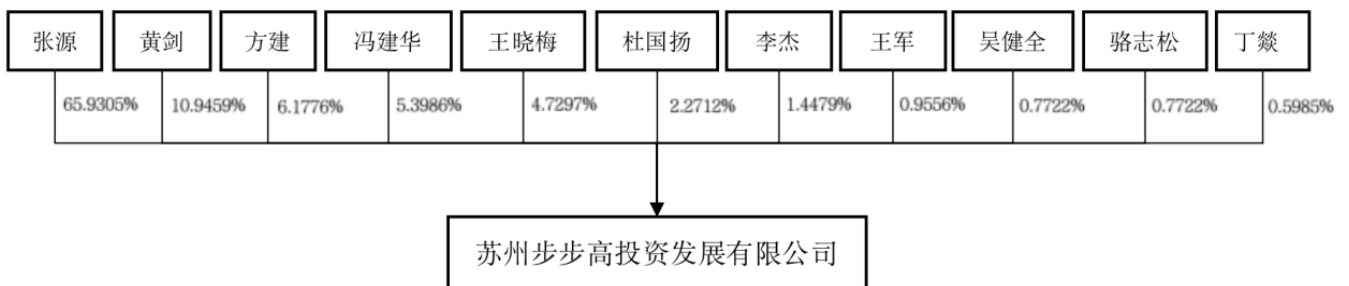 张源 黄剑 方建 冯建华 王晓梅 杜国扬 李杰 王军 吴健全 骆志松 丁燚
65.9305% 10.9459% 6.1776% 5.3986% 4.7297% 2.2712% 1.4479% 0.9556% 0.7722% 0.7722% 0.5985%
苏州步步高投资发展有限公司